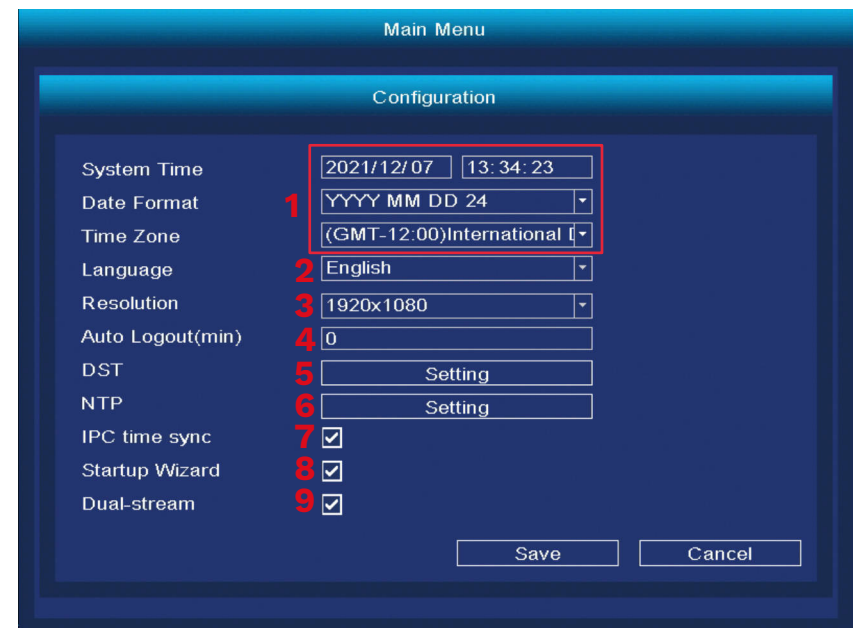 Main Menu
Configuration
System Time 2021/12/07 13:34:23
Date Format 1 YYYY MM DD 24
Time Zone (GMT-12:00)International
Language 2 English
Resolution 3 1920x1080
Auto Logout(min) 4 0
DST 5 Setting
NTP 6 Setting
IPC time sync 7
Startup Wizard 8
Dual-stream 9
Save Cancel